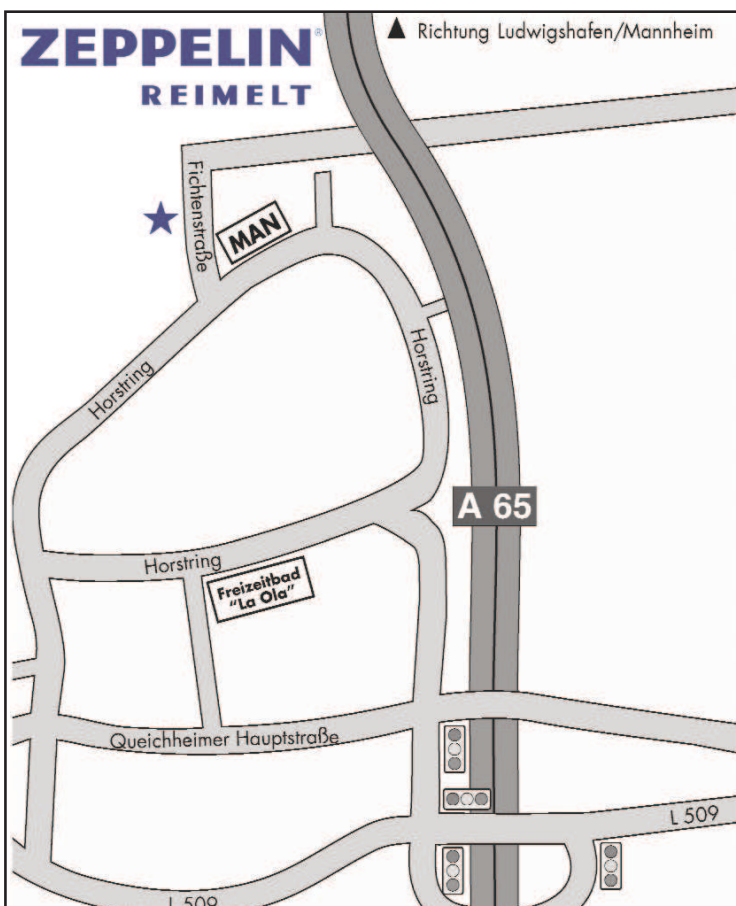 ZEPPELIN®
REIMELT
▲ Richtung Ludwigshafen/Mannheim
Fichtenstraße
MAN
Horstring
Horstring
A 65
Horstring
Freizeitbad
"La Ola"
Queichheimer Hauptstraße
L 509
L 509